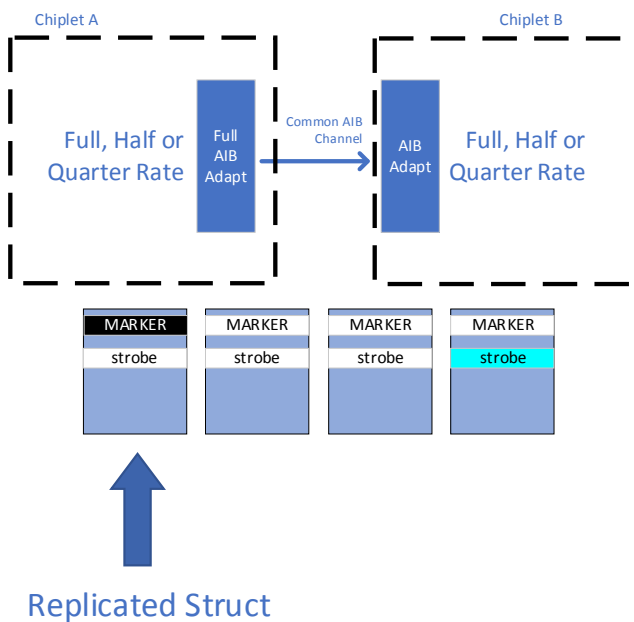 Chiplet A
Chiplet B
Full, Half or
Quarter Rate
Full
AIB
Adapt
Common AIB
Channel
AIB
Adapt
Full, Half or
Quarter Rate
MARKER
MARKER
MARKER
MARKER
strobe
strobe
strobe
strobe
Replicated Struct